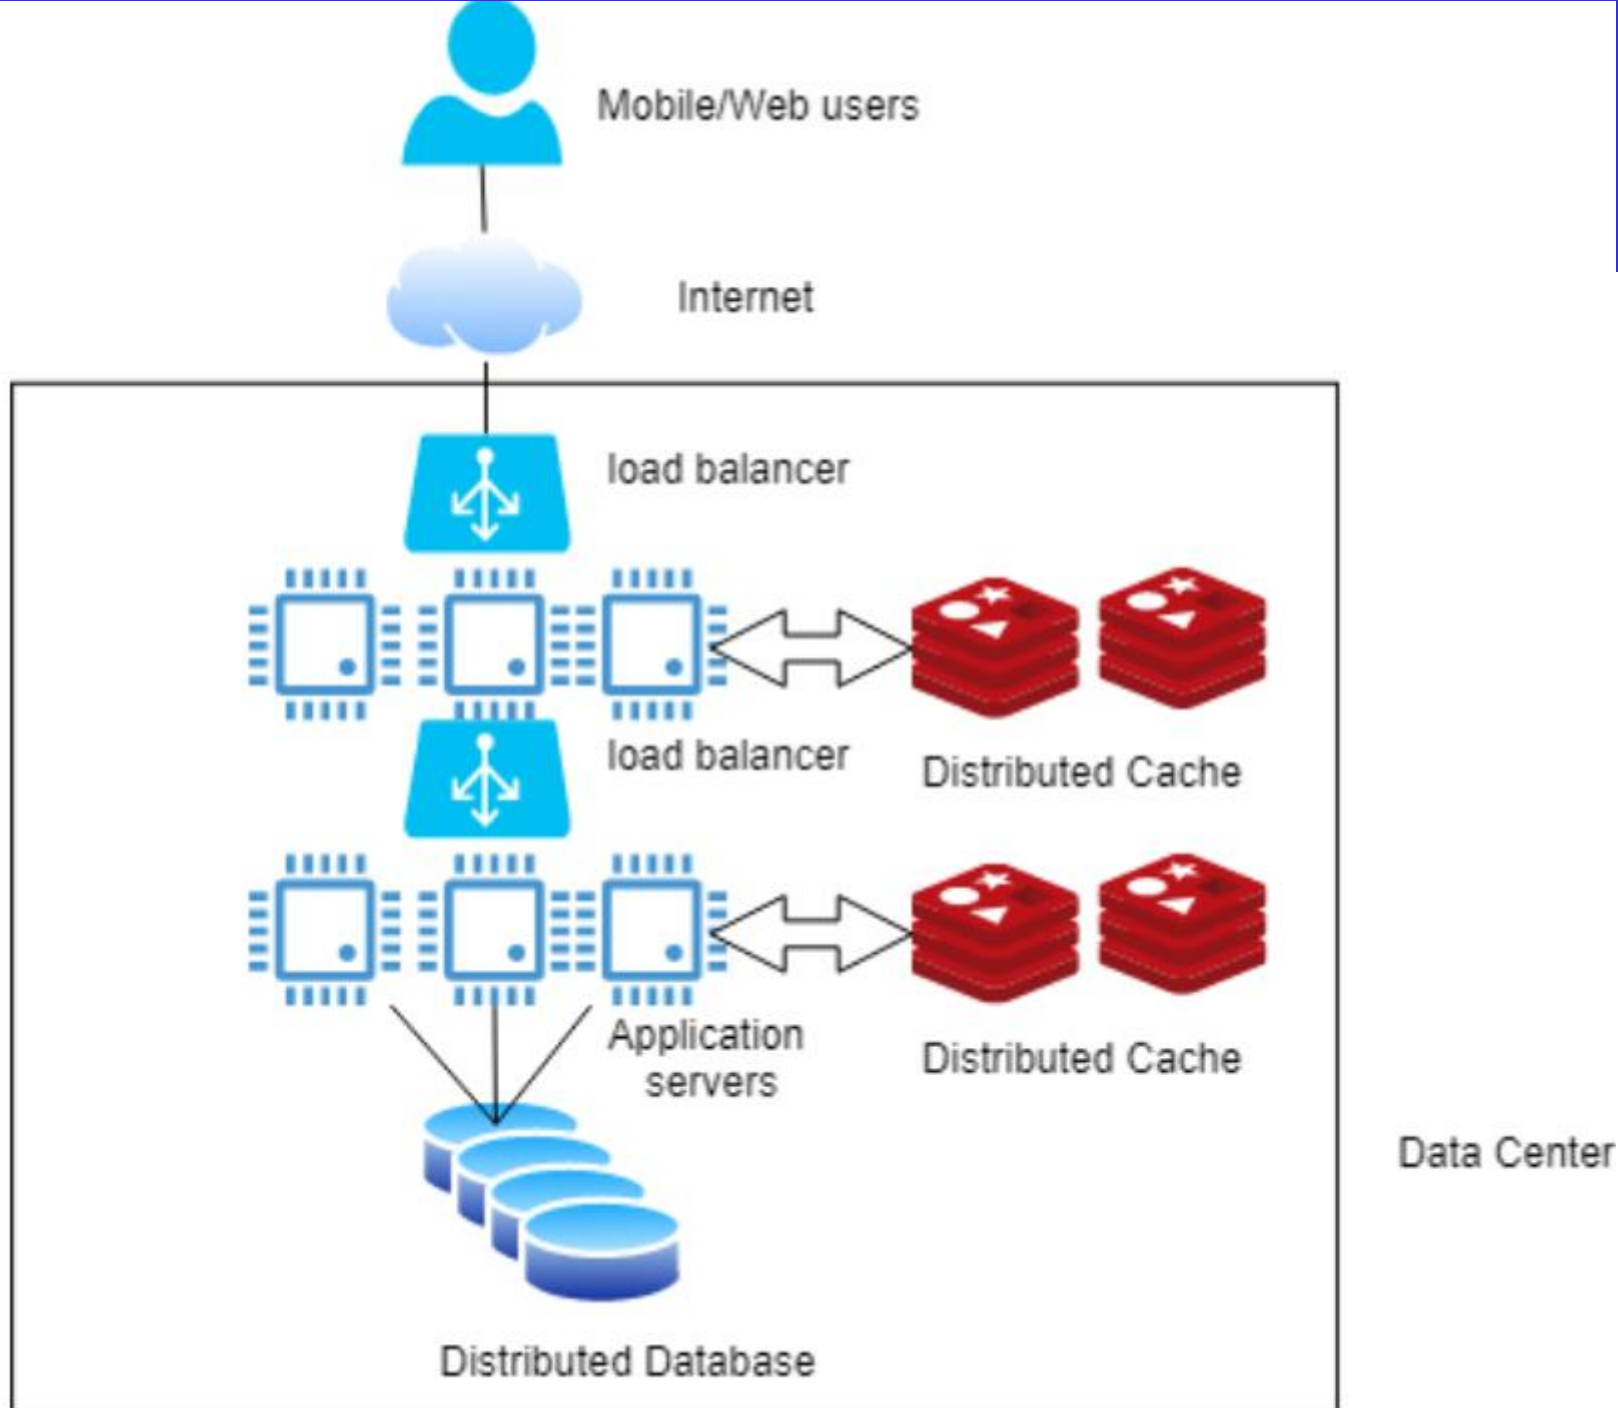 Mobile/Web users
Internet
load balancer
load balancer
Distributed Cache
Application
servers
Distributed Cache
Data Center
Distributed Database